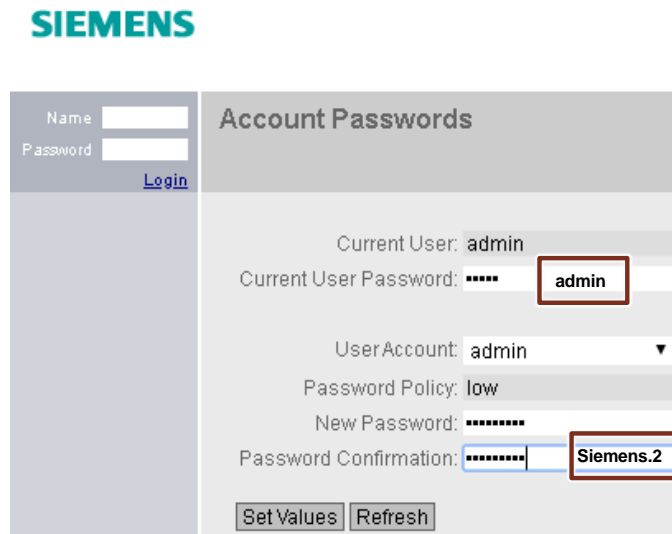 SIEMENS
Name
Password
Login
Account Passwords
Current User: admin
Current User Password: ••••• admin
User Account: admin
Password Policy: low
New Password: •••••••••
Password Confirmation: ••••••••• Siemens.2
Set Values Refresh